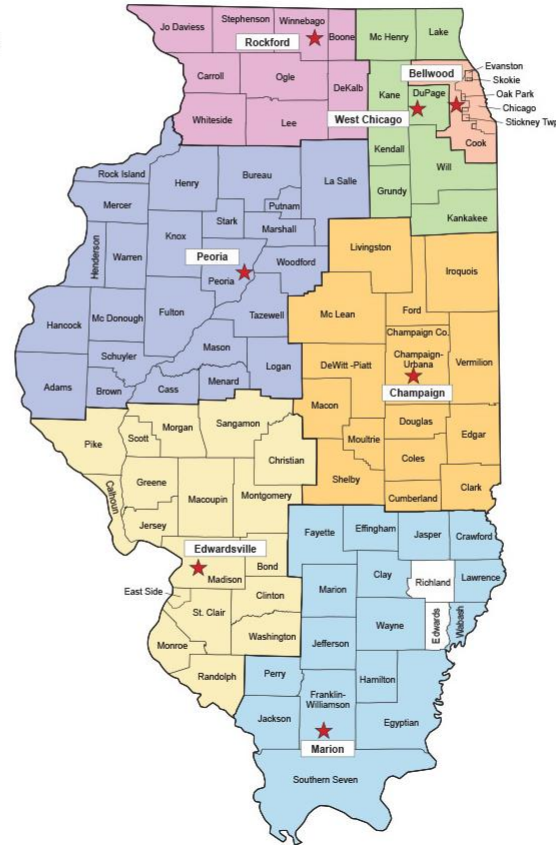 Jo Daviess
Stephenson
Winnebago
Boone
Mc Henry
Lake
Rockford
Carroll
Ogle
DeKalb
Kane
DuPage
Bellwood
Evanston
Skokie
Oak Park
Chicago
Stickney Twp
Whiteside
Lee
West Chicago
Cook
Kendall
Will
Grundy
Kankakee
Rock Island
Henry
Bureau
La Salle
Mercer
Putnam
Stark
Marshall
Henderson
Warren
Knox
Peoria
Peoria
Woodford
Livingston
Iroquois
Hancock
Mc Donough
Fulton
Tazewell
Mc Lean
Ford
Champaign Co.
Schuyler
Mason
Logan
DeWitt -Piatt
Champaign-
Urbana
Vermilion
Adams
Brown
Cass
Menard
Champaign
Macon
Douglas
Edgar
Pike
Scott
Morgan
Sangamon
Christian
Moultrie
Coles
Shelby
Cumberland
Clark
Greene
Calhoun
Macoupin
Montgomery
Jersey
Fayette
Effingham
Jasper
Crawford
Edwardsville
Madison
Bond
Marion
Clay
Richland
Lawrence
East Side
St. Clair
Clinton
Wayne
Edwards
Wabash
Monroe
Washington
Jefferson
Randolph
Perry
Franklin-
Williamson
Hamilton
Jackson
Egyptian
Marion
Southern Seven